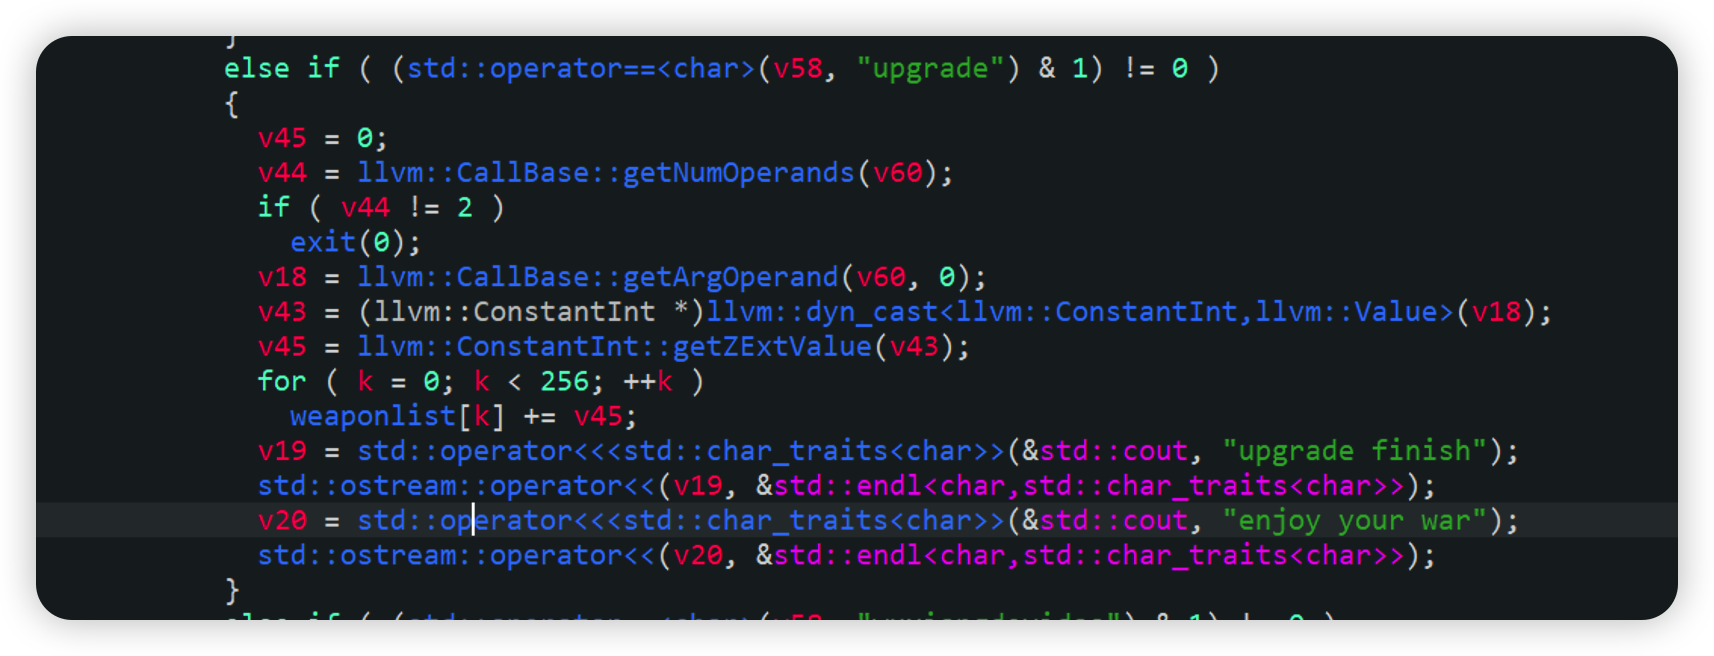 }
else if ( (std::operator==<char>(v58, "upgrade") & 1) != 0 )
{
v45 = 0;
v44 = llvm::CallBase::getNumOperands(v60);
if ( v44 != 2 )
exit(0);
v18 = llvm::CallBase::getArgOperand(v60, 0);
v43 = (llvm::ConstantInt *)llvm::dyn_cast<llvm::ConstantInt,llvm::Value>(v18);
v45 = llvm::ConstantInt::getZExtValue(v43);
for ( k = 0; k < 256; ++k )
weaponlist[k] += v45;
v19 = std::operator<<<std::char_traits<char>>(&std::cout, "upgrade finish");
std::ostream::operator<<(v19, &std::endl<char,std::char_traits<char>>);
v20 = std::operator<<<std::char_traits<char>>(&std::cout, "enjoy your war");
std::ostream::operator<<(v20, &std::endl<char,std::char_traits<char>>);
}